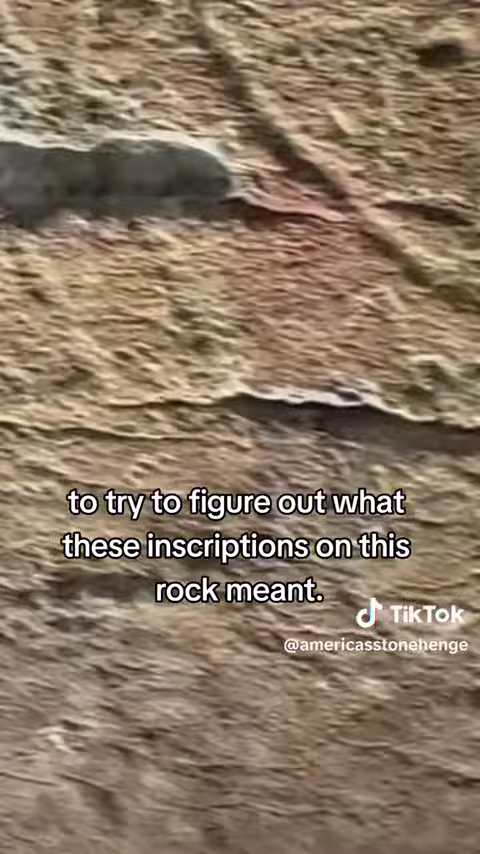 to try to figure out what
these inscriptions on this
rock meant.
TikTok
@americasstonehenge